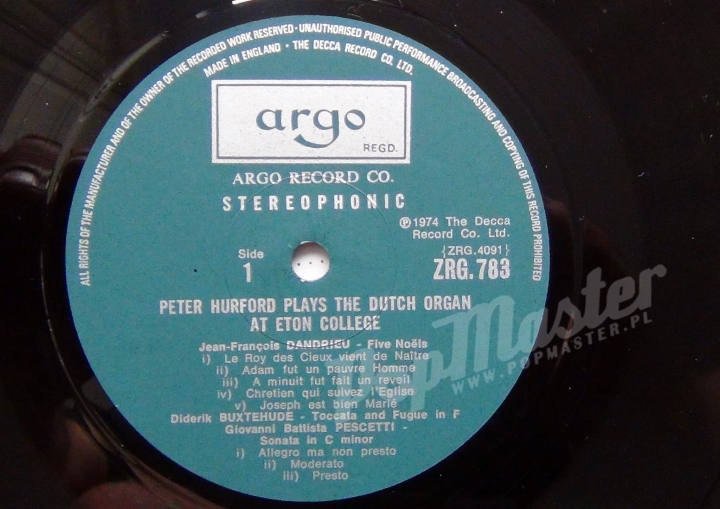 ALL RIGHTS OF THE MANUFACTURER AND OF THE OWNER OF THE RECORDED WORK RESERVED · UNAUTHORISED PUBLIC PERFORMANCE BROADCASTING AND COPYING OF THIS RECORD PROHIBITED
MADE IN ENGLAND · THE DECCA RECORD CO. LTD.
argo
REGD.
ARGO RECORD CO.
STEREOPHONIC
℗1974 The Decca
Record Co. Ltd.
Side
1
{ZRG.4091}
ZRG.783
PETER HURFORD PLAYS THE DUTCH ORGAN
AT ETON COLLEGE
Jean-François DANDRIEU - Five Noëls
i) Le Roy des Cieux vient de Naître
ii) Adam fut un pauvre Homme
iii) A minuit fut fait un reveil
iv) Chretien qui suivez l'Eglise
v) Joseph est bien Marié
Diderik BUXTEHUDE - Toccata and Fugue in F
Giovanni Battista PESCETTI -
Sonata in C minor
i) Allegro ma non presto
ii) Moderato
iii) Presto
PopMaster
WWW.POPMASTER.PL